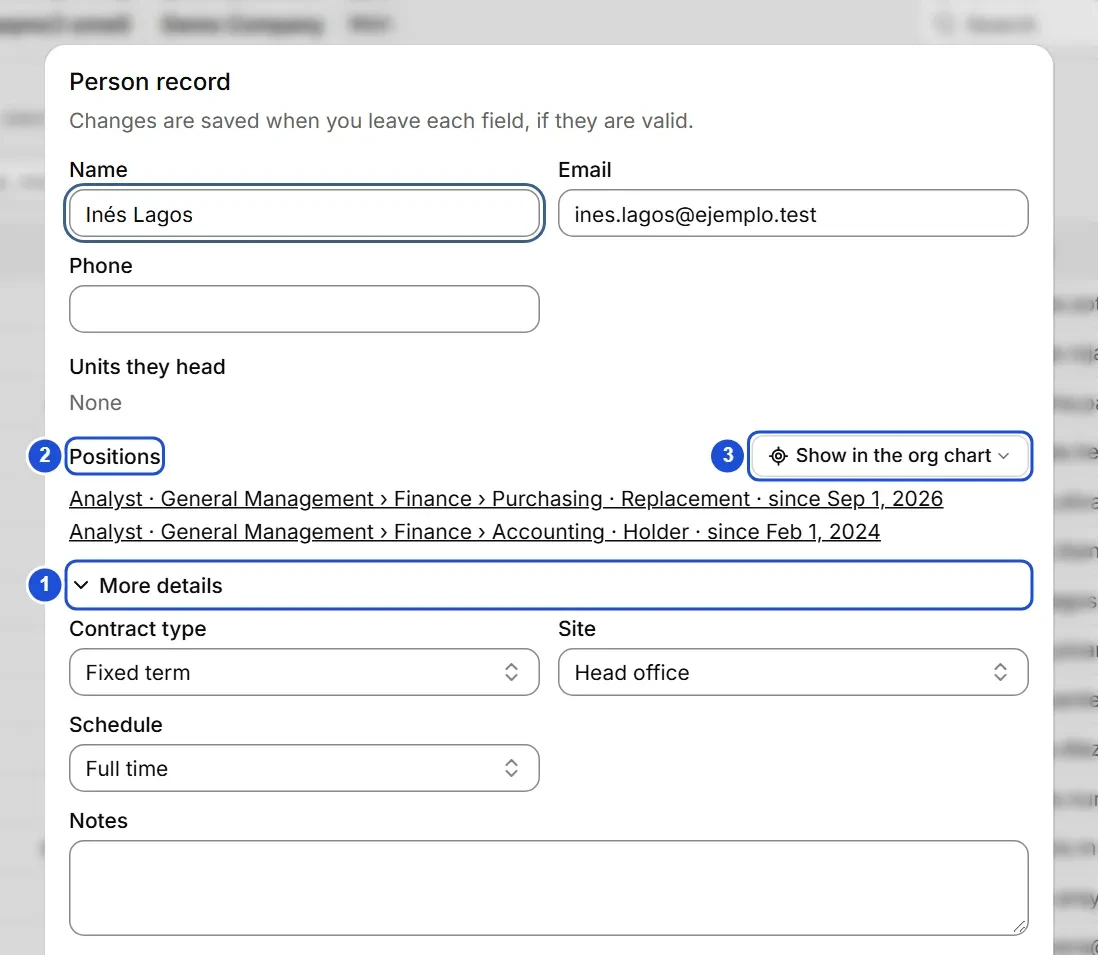 Person record
Changes are saved when you leave each field, if they are valid.
Name
Email
Inés Lagos
ines.lagos@ejemplo.test
Phone
Units they head
None
2 Positions
3 Show in the org chart
Analyst · General Management › Finance › Purchasing · Replacement · since Sep 1, 2026
Analyst · General Management › Finance › Accounting · Holder · since Feb 1, 2024
1 More details
Contract type
Site
Fixed term
Head office
Schedule
Full time
Notes